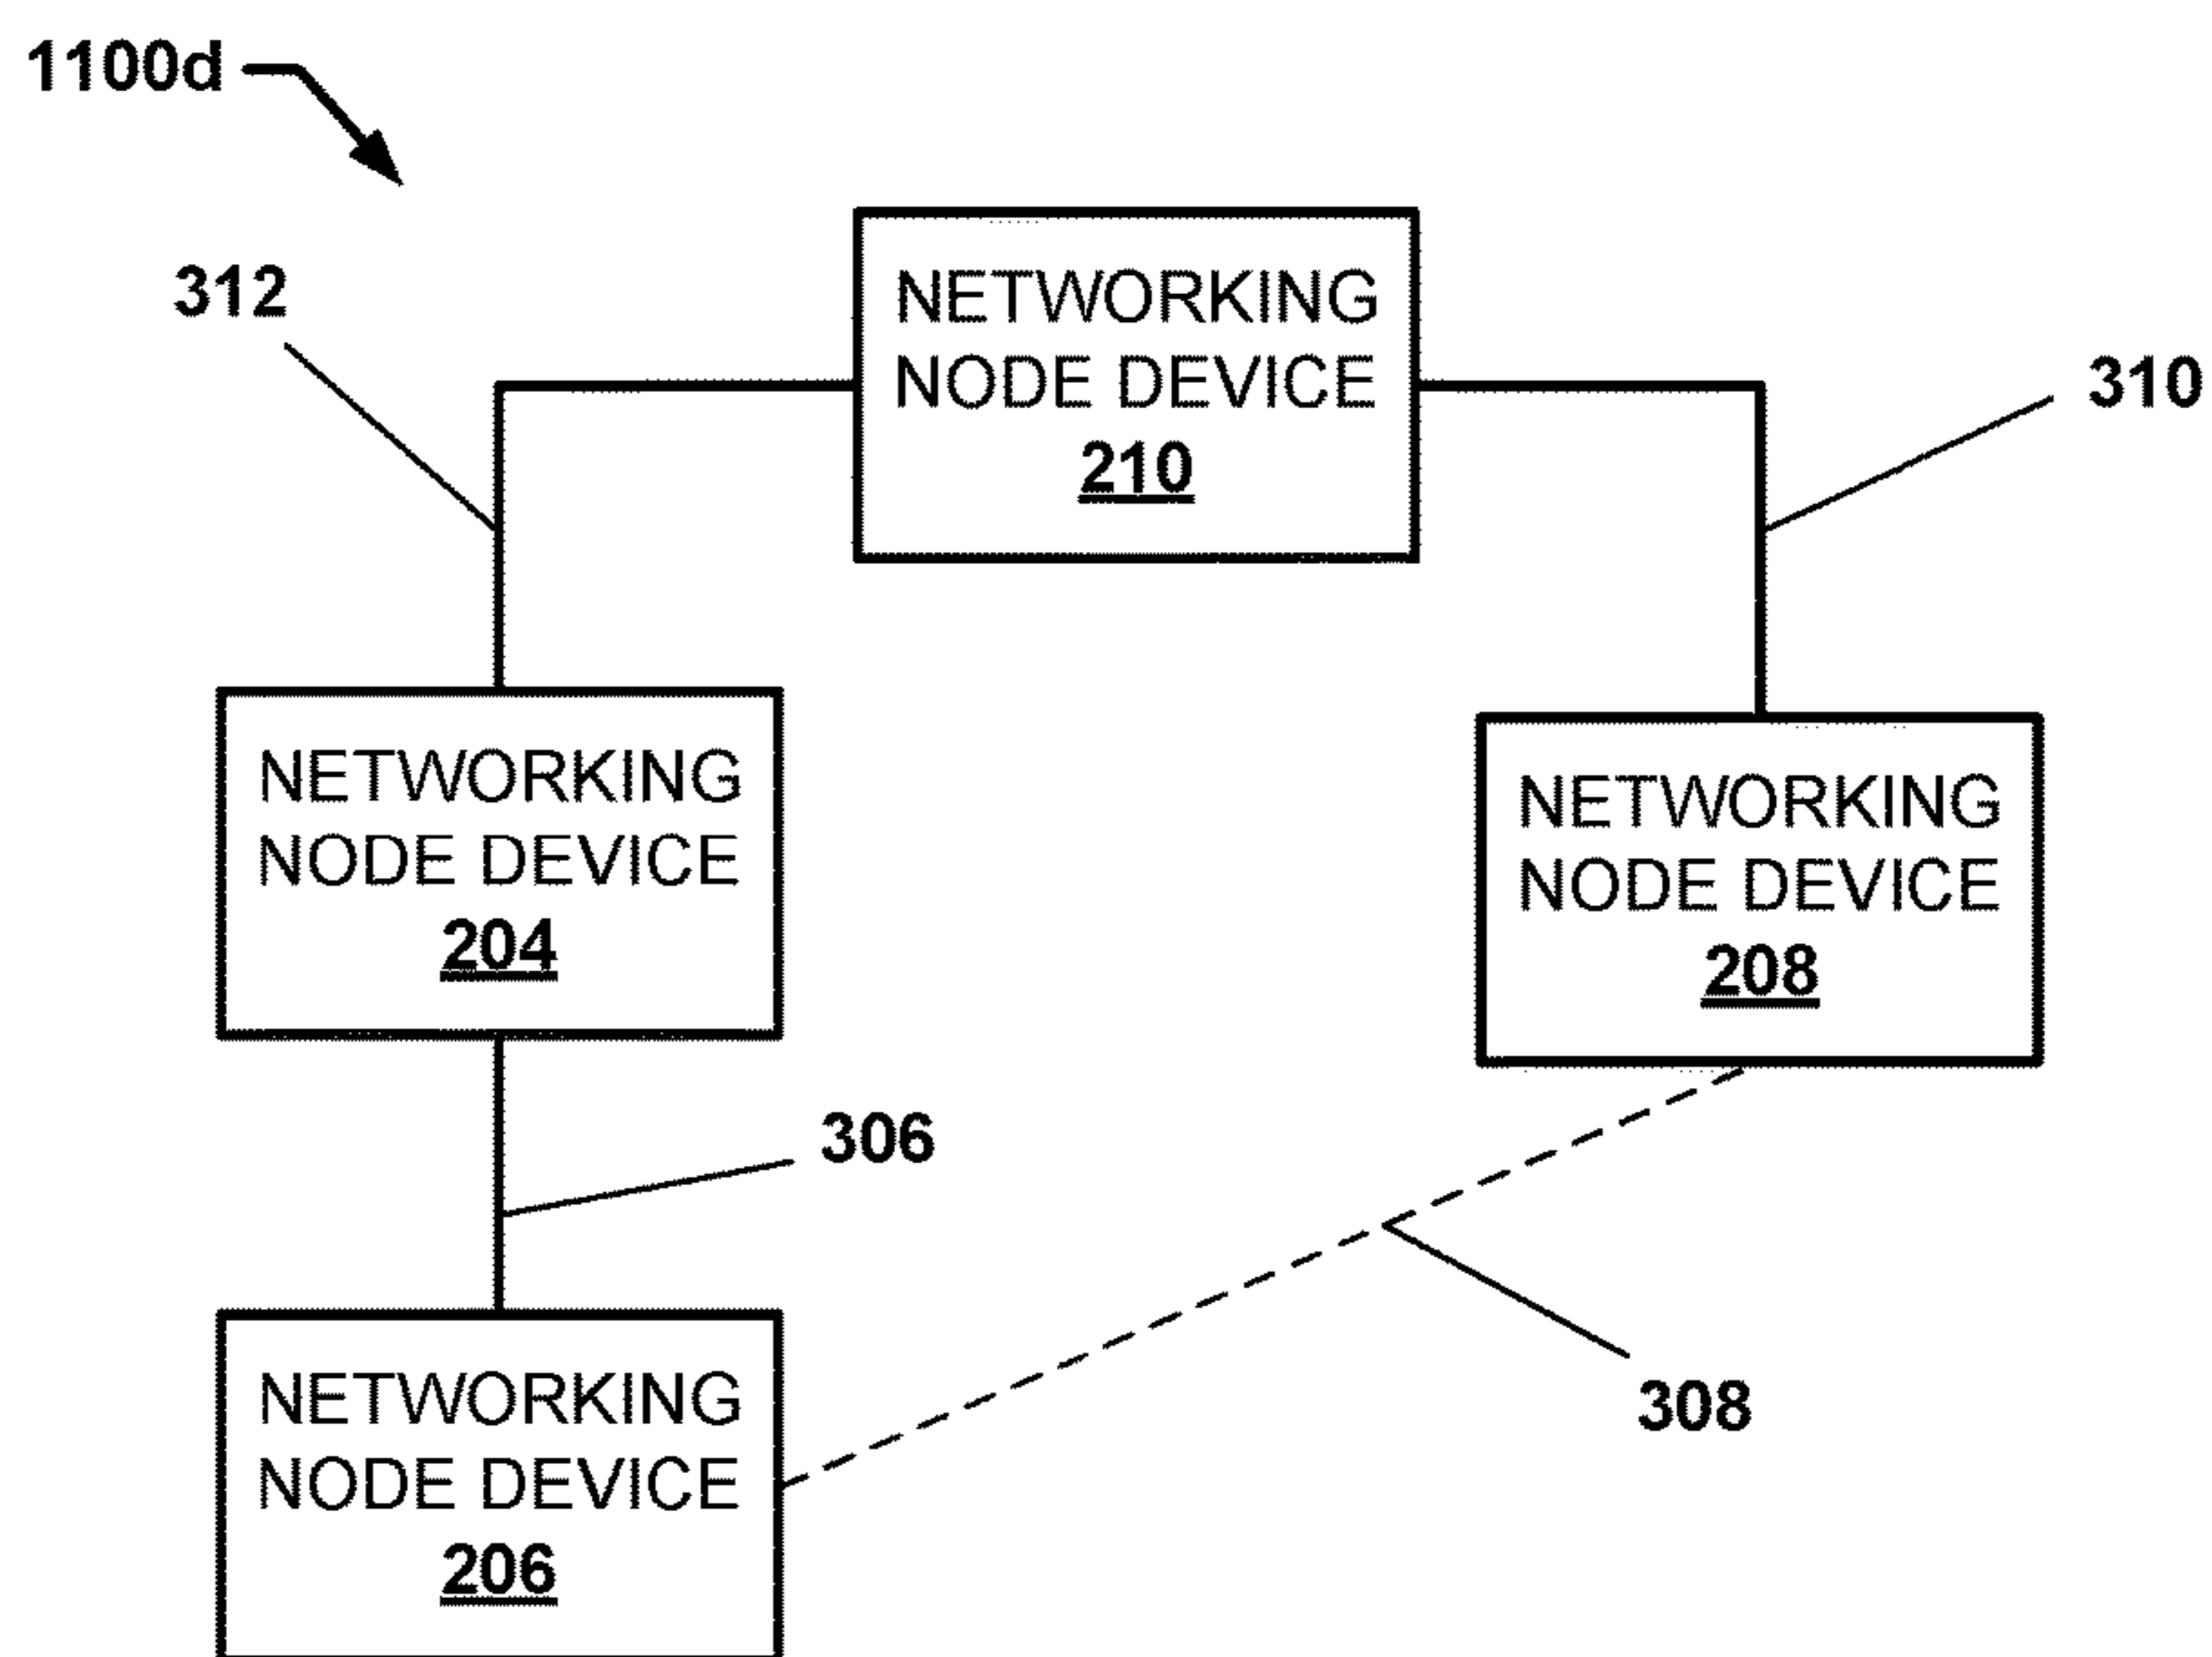 1100d
312
NETWORKING
NODE DEVICE
210
310
NETWORKING
NODE DEVICE
204
NETWORKING
NODE DEVICE
208
306
308
NETWORKING
NODE DEVICE
206